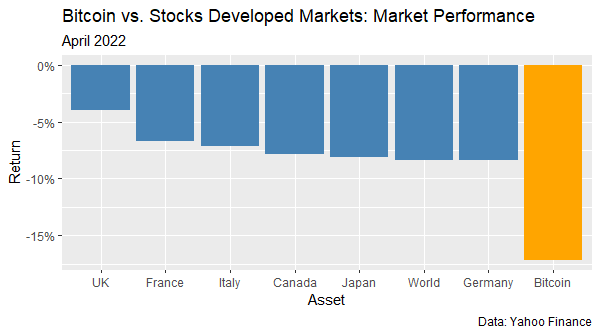 Bitcoin vs. Stocks Developed Markets: Market Performance
April 2022
0%
-5%
-10%
-15%
Return
UK France Italy Canada Japan World Germany Bitcoin
Asset
Data: Yahoo Finance